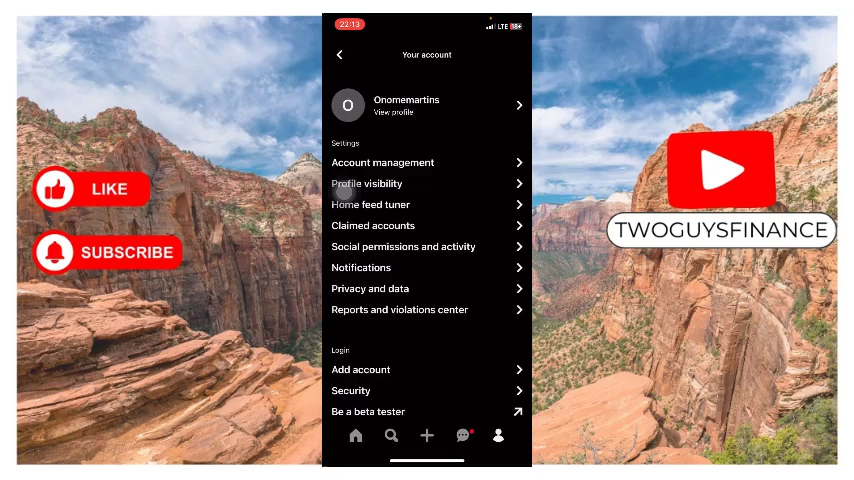 22:13
LTE 18+
Your account
O
Onomemartins
View profile
Settings
Account management
Profile visibility
Home feed tuner
Claimed accounts
Social permissions and activity
Notifications
Privacy and data
Reports and violations center
Login
Add account
Security
Be a beta tester
LIKE
SUBSCRIBE
TWOGUYSFINANCE